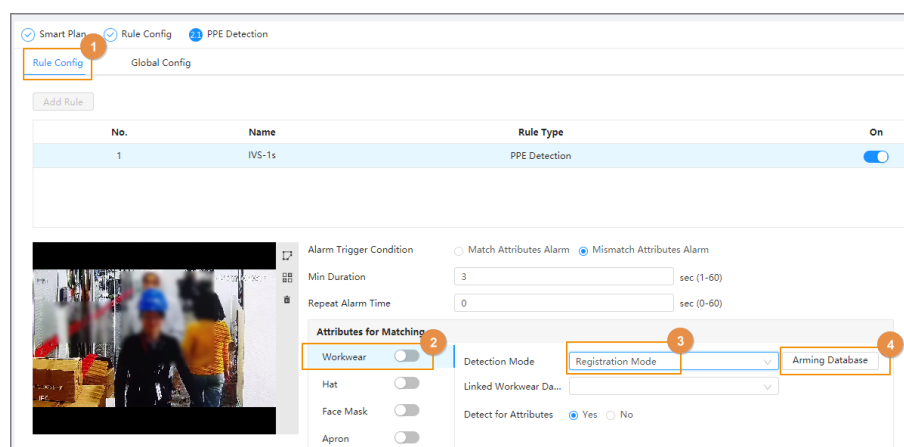 Smart Plan Rule Config 2.1 PPE Detection
1
Rule Config Global Config
Add Rule
No. Name Rule Type On
1 IVS-1s PPE Detection
Alarm Trigger Condition Match Attributes Alarm Mismatch Attributes Alarm
Min Duration 3 sec (1-60)
Repeat Alarm Time 0 sec (0-60)
Attributes for Matching
2
3
4
Workwear Detection Mode Registration Mode Arming Database
Linked Workwear Da...
Hat
Face Mask Detect for Attributes Yes No
Apron